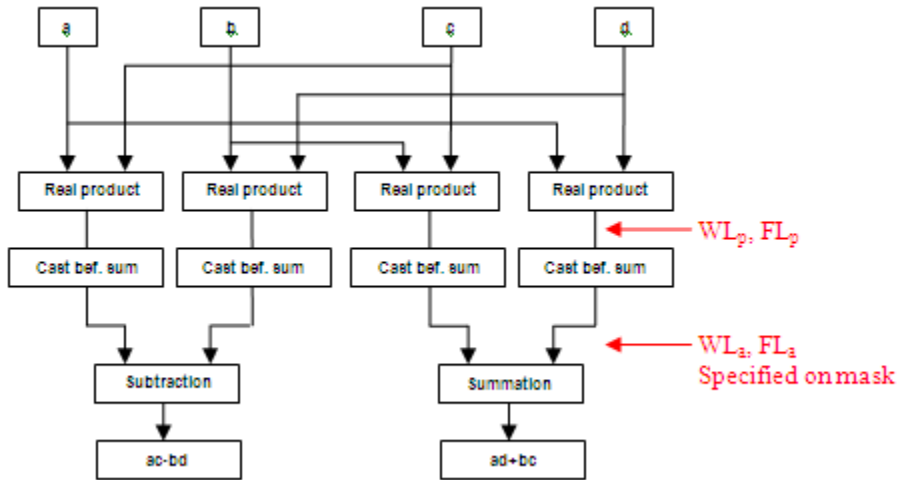 a
b
c
d
Real product
Real product
Real product
Real product
WLp, FLp
Cast bef. sum
Cast bef. sum
Cast bef. sum
Cast bef. sum
WLa, FLa
Specified on mask
Subtraction
Summation
ac-bd
ad+bc